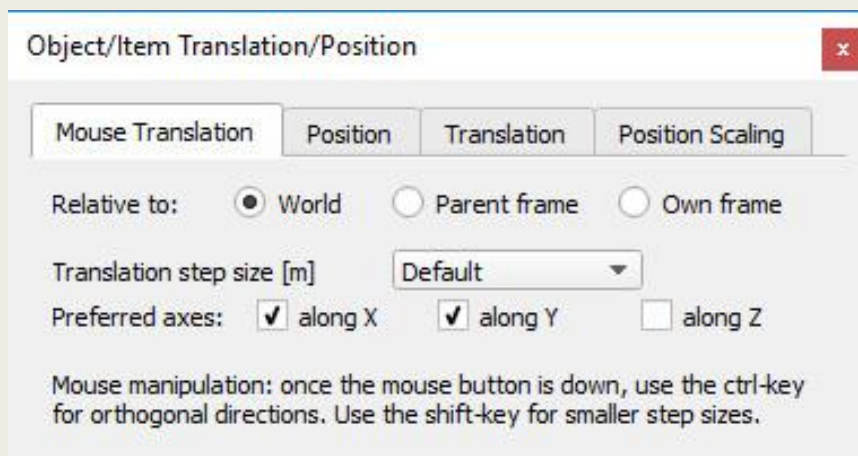 Object/Item Translation/Position
x
Mouse Translation Position Translation Position Scaling
Relative to: World Parent frame Own frame
Translation step size [m] Default
Preferred axes: along X along Y along Z
Mouse manipulation: once the mouse button is down, use the ctrl-key
for orthogonal directions. Use the shift-key for smaller step sizes.